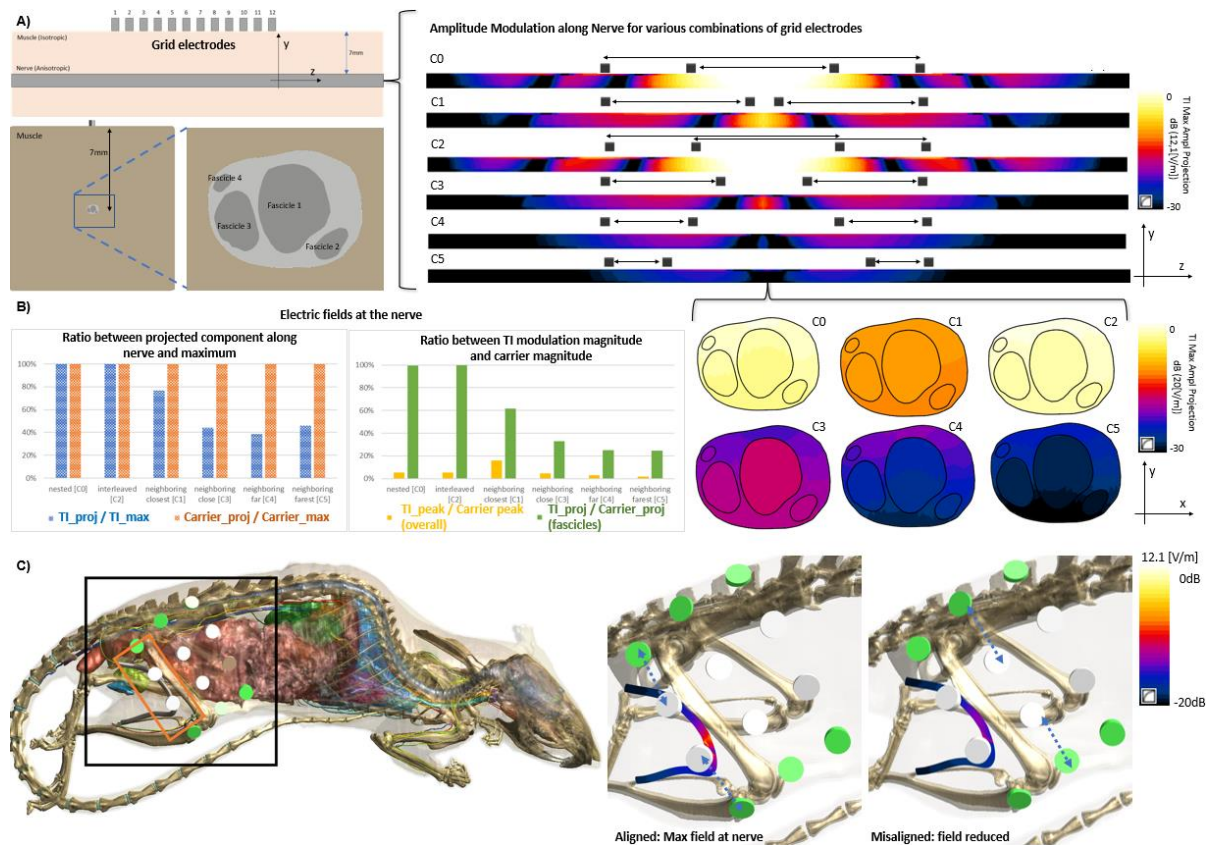 A)
1 2 3 4 5 6 7 8 9 10 11 12
Muscle (Isotropic)
Grid electrodes
y
7mm
Nerve (Anisotropic)
z
Muscle
7mm
Fascicle 4
Fascicle 1
Fascicle 3
Fascicle 2
Amplitude Modulation along Nerve for various combinations of grid electrodes
C0
C1
C2
C3
C4
C5
0
TI Max Ampl Projection
dB (12,1[V/m])
-30
y
z
B)
Electric fields at the nerve
Ratio between projected component along
nerve and maximum
100%
80%
60%
40%
20%
0%
nested [C0]
interleaved
[C2]
neighboring
closest [C1]
neighboring
close [C3]
neighboring
far [C4]
neighboring
farest [C5]
TI_proj / TI_max
Carrier_proj / Carrier_max
Ratio between TI modulation magnitude
and carrier magnitude
100%
80%
60%
40%
20%
0%
nested [C0]
interleaved
[C2]
neighboring
closest [C1]
neighboring
close [C3]
neighboring
far [C4]
neighboring
farest [C5]
TI_peak / Carrier peak
(overall)
TI_proj / Carrier_proj
(fascicles)
C0
C1
C2
C3
C4
C5
0
TI Max Ampl Projection
dB (20[V/m])
-30
y
x
C)
12.1 [V/m]
0dB
-20dB
Aligned: Max field at nerve
Misaligned: field reduced